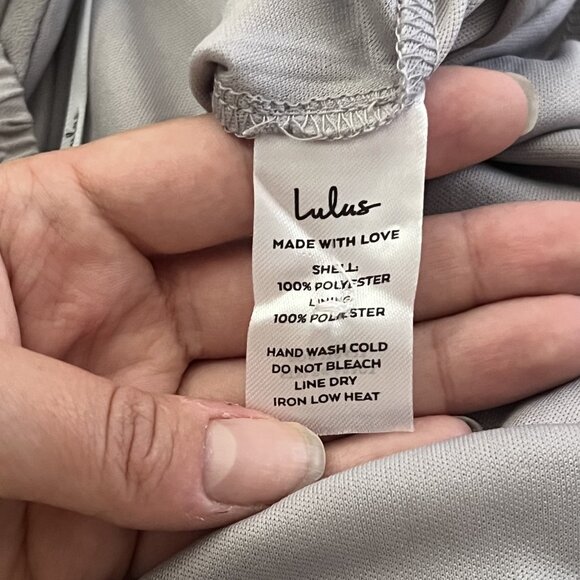 lulus
Lulus
MADE WITH LOVE
SHELL:
100% POLYESTER
LINING:
100% POLYESTER
HAND WASH COLD
DO NOT BLEACH
LINE DRY
IRON LOW HEAT